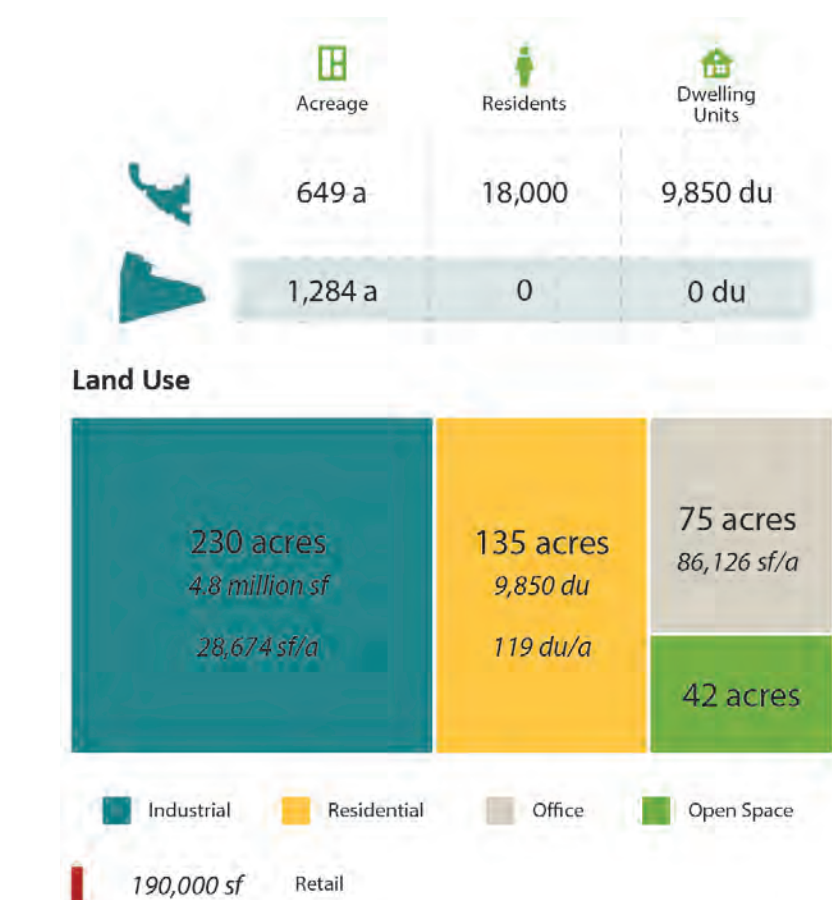 Acreage
Residents
Dwelling
Units
649 a
18,000
9,850 du
1,284 a
0
0 du
Land Use
230 acres
4.8 million sf
28,674 sf/a
135 acres
9,850 du
119 du/a
75 acres
86,126 sf/a
42 acres
Industrial
Residential
Office
Open Space
190,000 sf
Retail